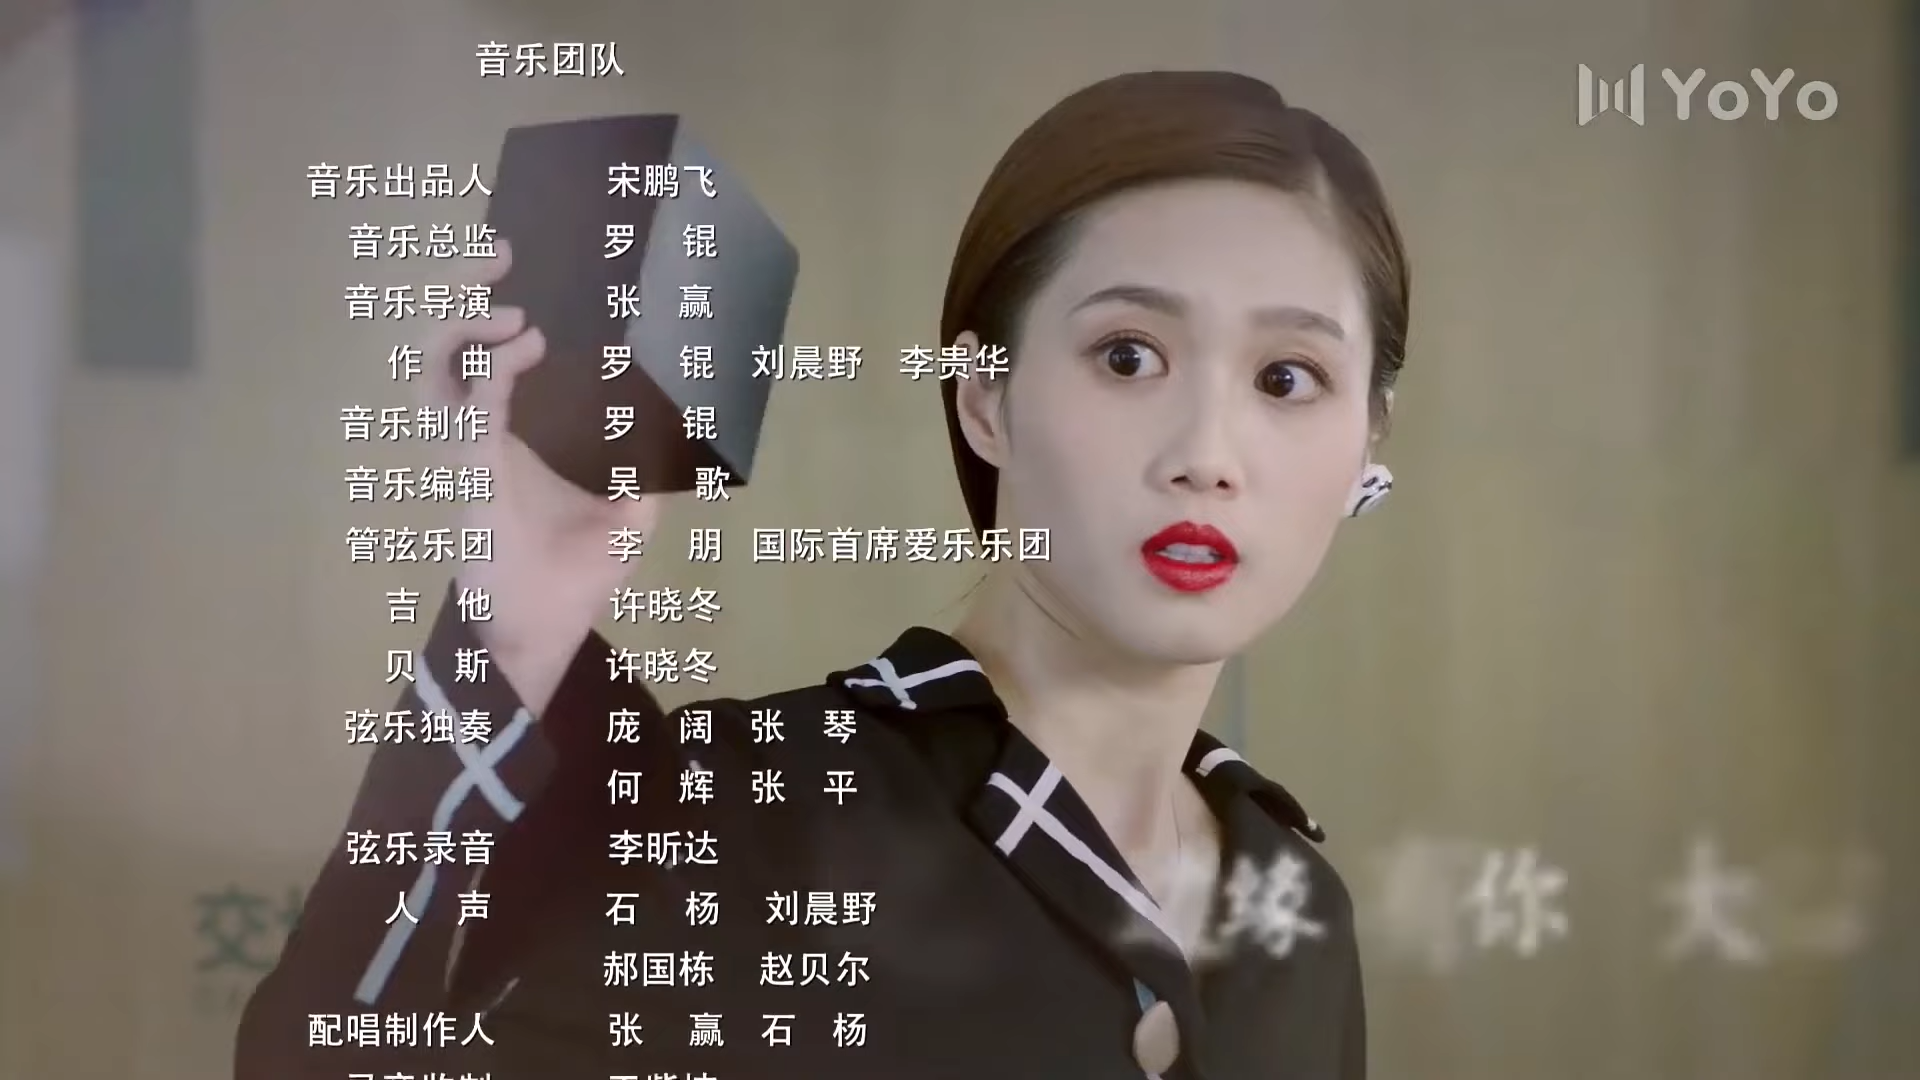 音乐团队
YoYo
音乐出品人 宋鹏飞
音乐总监 罗 锟
音乐导演 张 赢
作 曲 罗 锟 刘晨野 李贵华
音乐制作 罗 锟
音乐编辑 吴 歌
管弦乐团 李 朋 国际首席爱乐乐团
吉 他 许晓冬
贝 斯 许晓冬
弦乐独奏 庞 阔 张 琴
何 辉 张 平
弦乐录音 李昕达
人 声 石 杨 刘晨野
缘 你 大
交
郝国栋 赵贝尔
配唱制作人 张 赢 石 杨